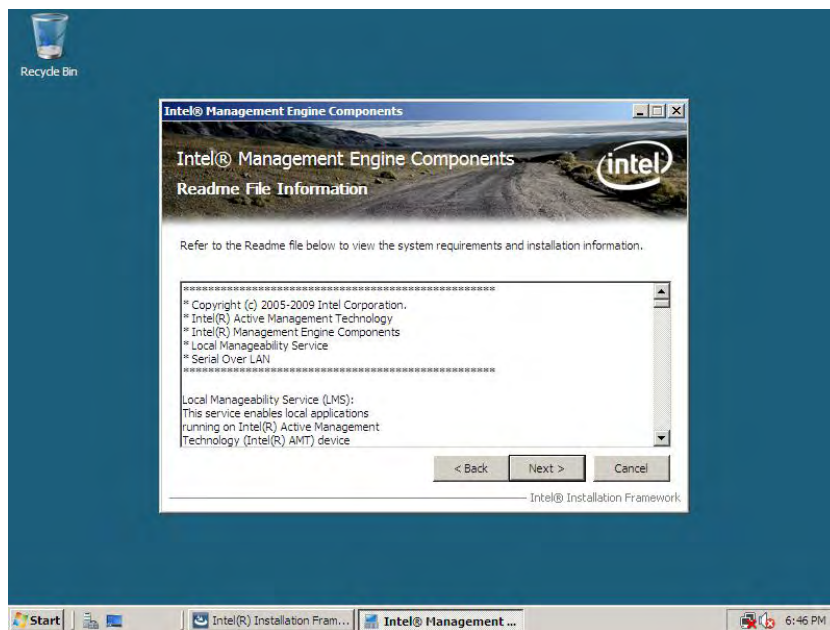 Recycle Bin
Intel® Management Engine Components
Intel® Management Engine Components
Readme File Information
intel
Refer to the Readme file below to view the system requirements and installation information.
**************************************************
* Copyright (c) 2005-2009 Intel Corporation.
* Intel(R) Active Management Technology
* Intel(R) Management Engine Components
* Local Manageability Service
* Serial Over LAN
**************************************************
Local Manageability Service (LMS):
This service enables local applications
running on Intel(R) Active Management
Technology (Intel(R) AMT) device
< Back Next > Cancel
Intel® Installation Framework
Start Intel(R) Installation Fram... Intel® Management ... 6:46 PM